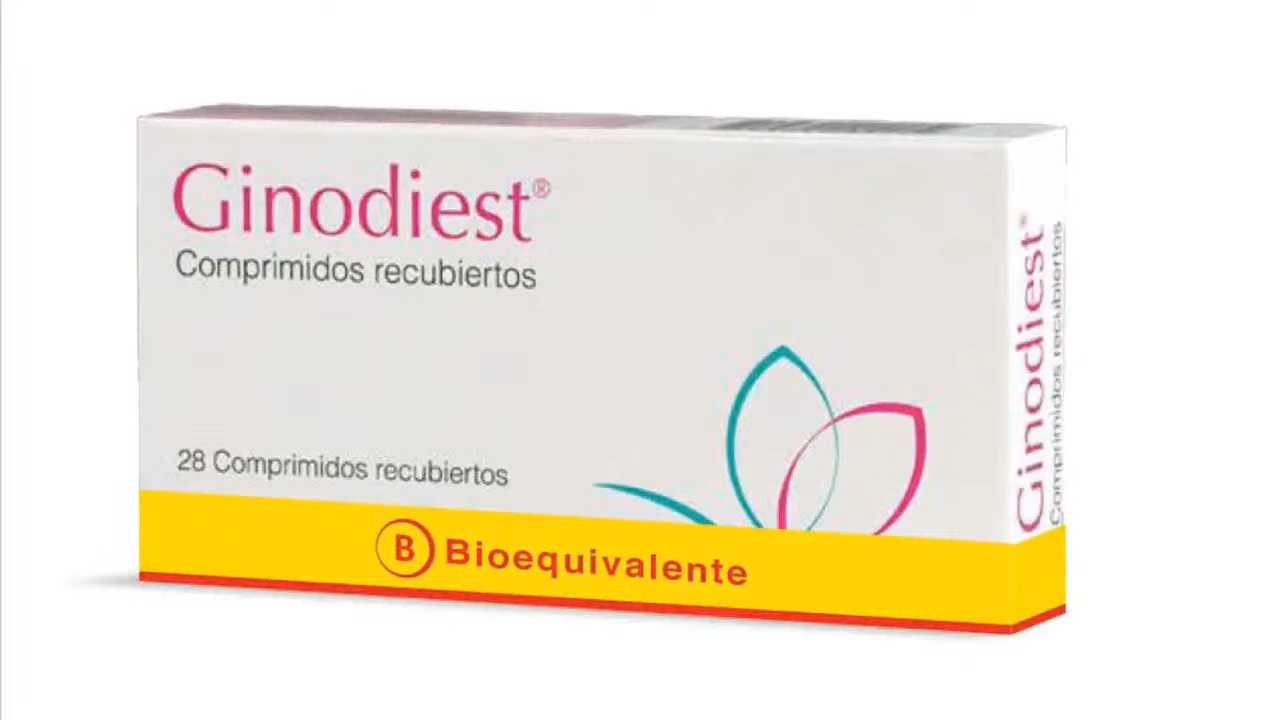 Ginodiest®
Comprimidos recubiertos
28 Comprimidos recubiertos
B Bioequivalente
Ginodiest®
Comprimidos recubiertos